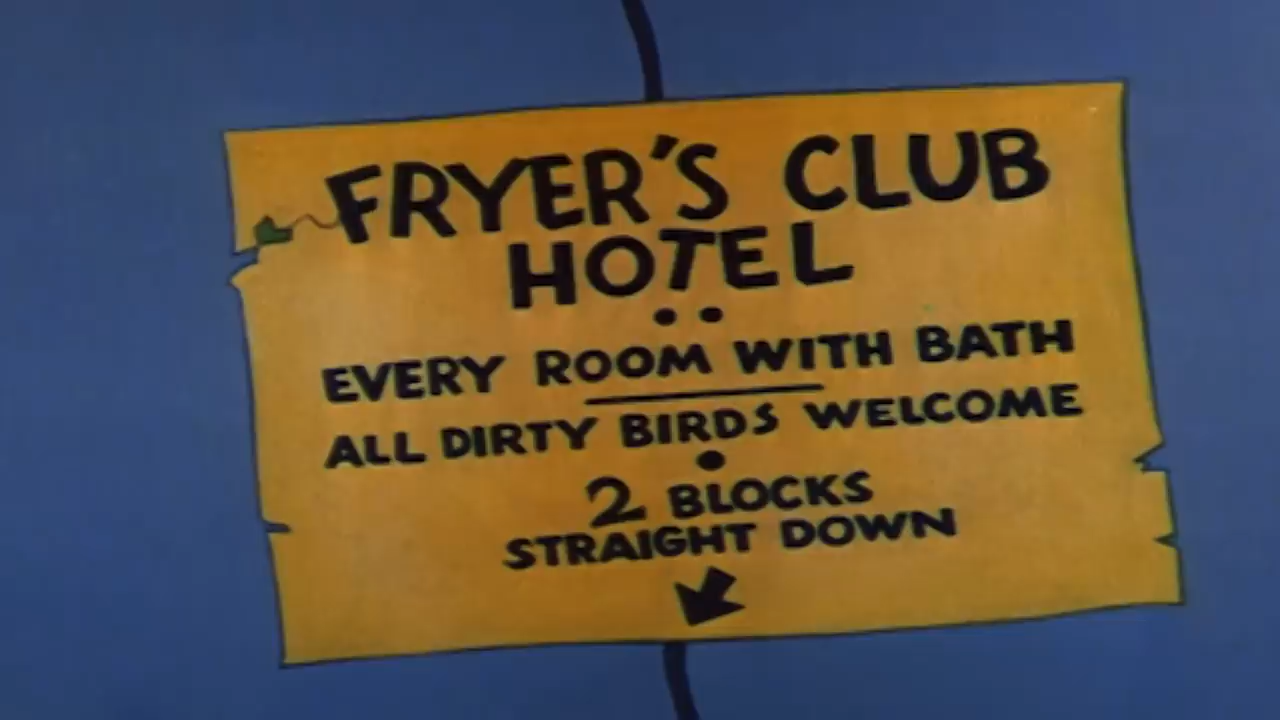 FRYER'S CLUB
HOTEL
EVERY ROOM WITH BATH
ALL DIRTY BIRDS WELCOME
2 BLOCKS
STRAIGHT DOWN